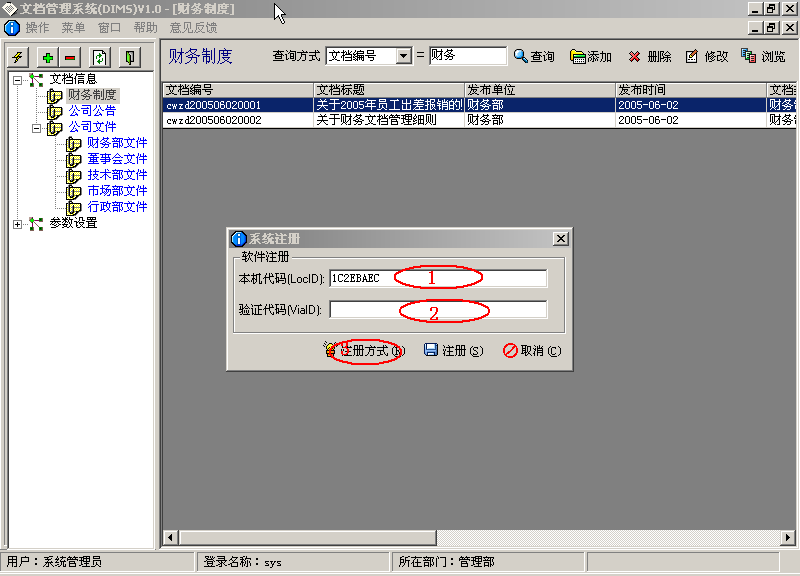 文档管理系统(DIMS)V1.0 - [财务制度]
操作 菜单 窗口 帮助 意见反馈
财务制度 查询方式 文档编号 = 财务 查询 添加 删除 修改 浏览
文档信息
财务制度
公司公告
公司文件
财务部文件
董事会文件
技术部文件
市场部文件
行政部文件
参数设置
文档编号 文档标题 发布单位 发布时间
cwzd200506020001 关于2005年员工出差报销的 财务部 2005-06-02 财务
cwzd200506020002 关于财务文档管理细则 财务部 2005-06-02 财务
系统注册
软件注册
本机代码(LocID): 1C2EBAEC 1
验证代码(ViaID): 2
注册方式(R) 注册(S) 取消(C)
用户：系统管理员 登录名称：sys 所在部门：管理部